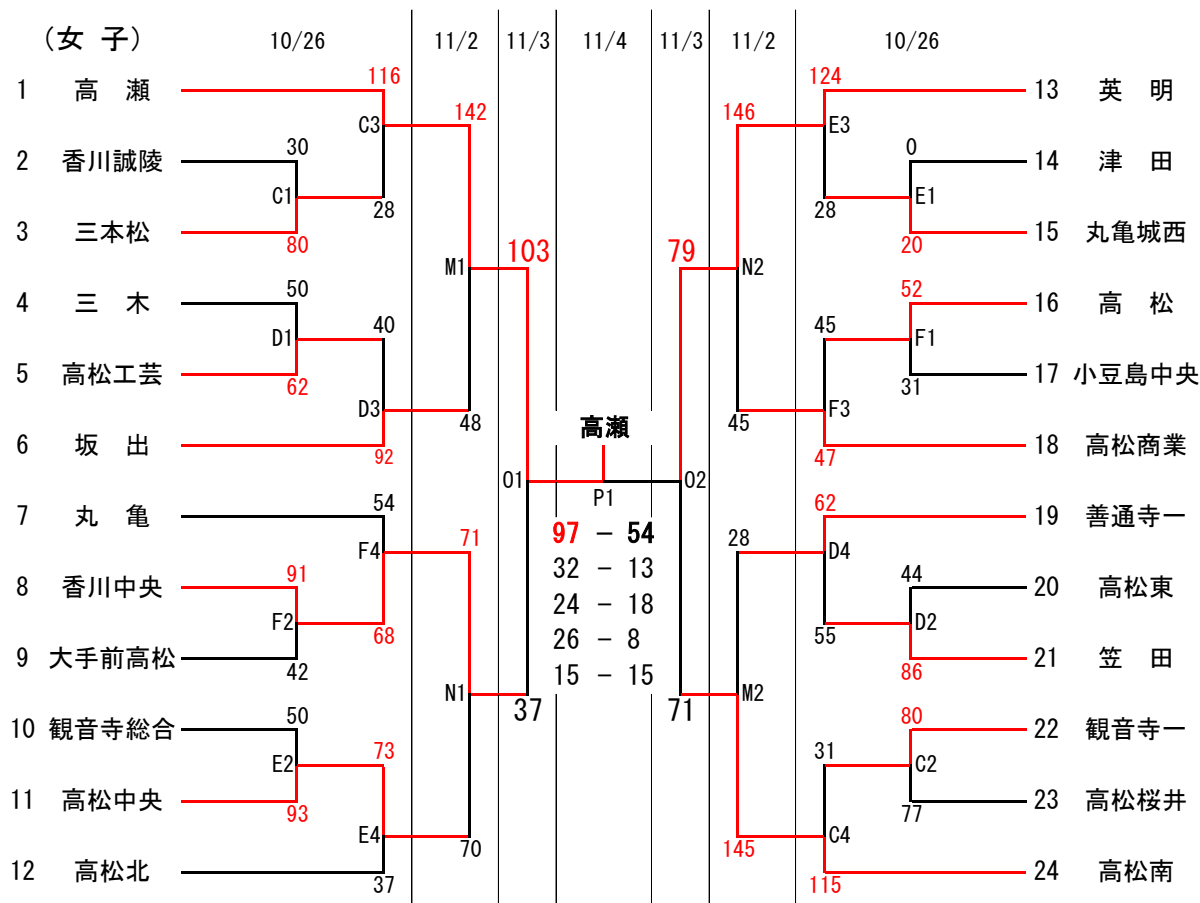 (女 子) 10/26 11/2 11/3 11/4 11/3 11/2 10/26
116 124
1 高 瀬 13 英 明
142 146
C3 E3
30 0
2 香川誠陵 14 津 田
C1 E1
28 28
3 三本松 15 丸亀城西
80 20
103 79
M1 N2
50 52
4 三 木 16 高 松
40 45
D1 F1
5 高松工芸 17 小豆島中央
62 31
D3 F3
48 高瀬 45
6 坂 出 18 高松商業
92 47
O1 O2
P1
54 62
7 丸 亀 19 善通寺一
97 - 54
71 28
F4 D4
32 - 13
91 44
8 香川中央 20 高松東
24 - 18
F2 D2
68 55
26 - 8
9 大手前高松 21 笠 田
42 86
15 - 15
N1 M2
37 71
50 80
10 観音寺総合 22 観音寺一
73 31
E2 C2
11 高松中央 23 高松桜井
93 77
E4 C4
70 145
12 高松北 24 高松南
37 115